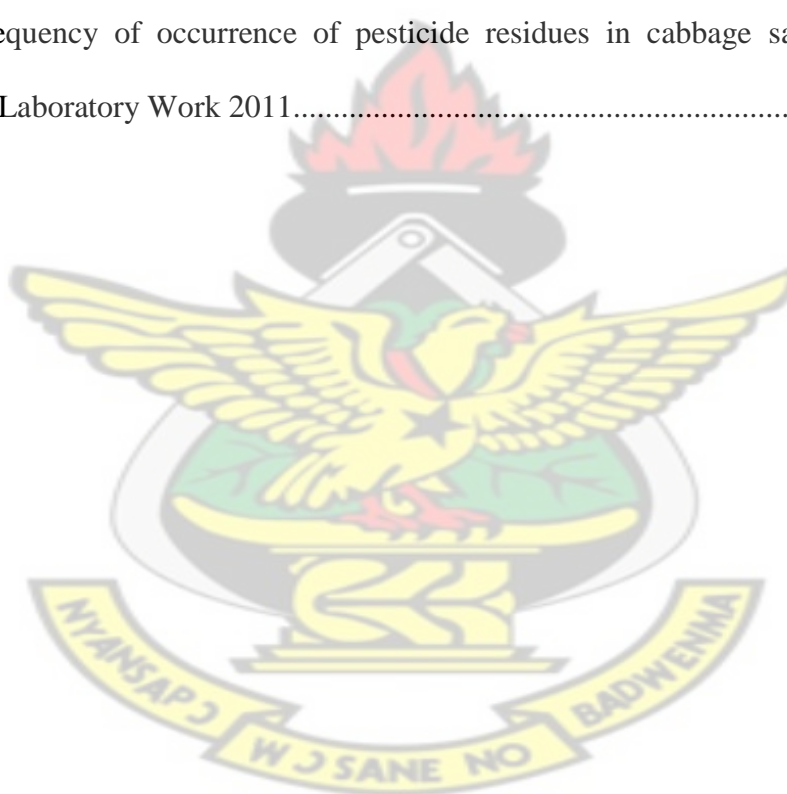 equency of occurrence of pesticide residues in cabbage sa
Laboratory Work 2011.............................................................
NYANSAPƆ
WƆSANE NO
BADWENMA